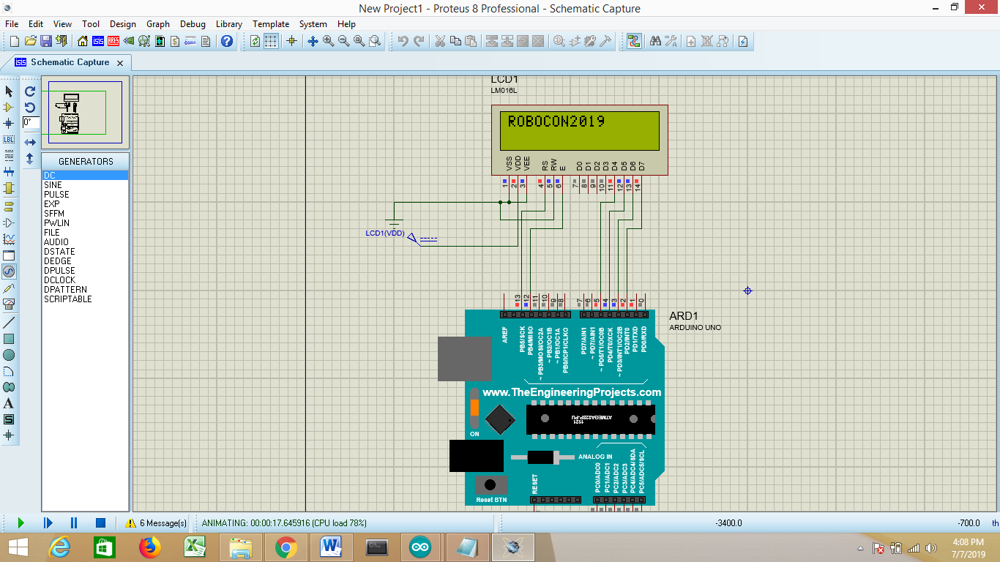 New Project1 - Proteus 8 Professional - Schematic Capture
File Edit View Tool Design Graph Debug Library Template System Help
Schematic Capture
0°
LBL
GENERATORS
DC
SINE
PULSE
EXP
SFFM
PWLIN
FILE
AUDIO
DSTATE
DEDGE
DPULSE
DCLOCK
DPATTERN
SCRIPTABLE
A
S
LCD1
LM016L
ROBOCON2019
VSS VDD VEE RS RW E D0 D1 D2 D3 D4 D5 D6 D7
1 2 3 4 5 6 7 8 9 10 11 12 13 14
LCD1(VDD)
13 12 11 10 9 8 7 6 5 4 3 2 1 0
ARD1
ARDUINO UNO
AREF PB5/SCK PB4/MISO ~ PB3/MOSI/OC2A ~ PB2/OC1B ~ PB1/OC1A PB0/ICP1/CLKO PD7/AIN1 ~ PD7/AIN1 ~ PD5/T1/OC0B PD4/T0/XCK ~ PD3/INT1/OC2B PD2/INT0 PD1/TXD PD0/RXD
www.TheEngineeringProjects.com
ATMEGA328P-PU
1121
ON
ANALOG IN
RESET PC0/ADC0 PC1/ADC1 PC2/ADC2 PC3/ADC3 PC4/ADC4/SDA PC5/ADC5/SCL
Reset BTN
6 Message(s) ANIMATING: 00:00:17.645916 (CPU load 78%) -3400.0 -700.0 th
4:08 PM
7/7/2019